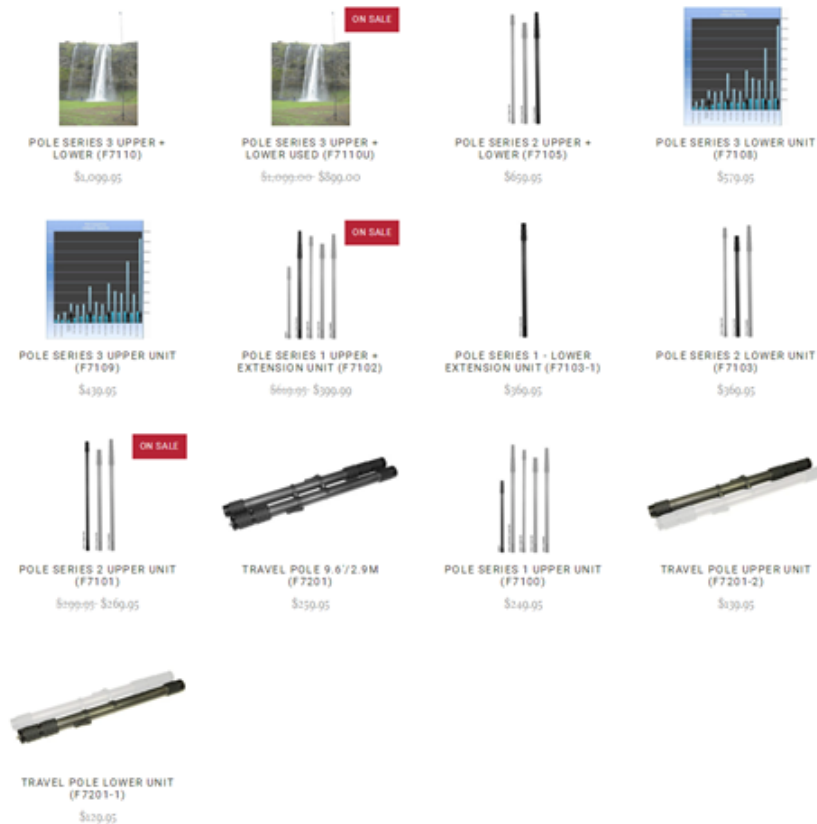 ON SALE
POLE SERIES 3 UPPER +
LOWER (F7110)
$1,099.95
POLE SERIES 3 UPPER +
LOWER USED (F7110U)
$1,099.00 $899.00
POLE SERIES 2 UPPER +
LOWER (F7105)
$659.95
POLE SERIES 3 LOWER UNIT
(F7108)
$579.95
ON SALE
POLE SERIES 3 UPPER UNIT
(F7109)
$439.95
POLE SERIES 1 UPPER +
EXTENSION UNIT (F7102)
$619.95 $399.99
POLE SERIES 1 - LOWER
EXTENSION UNIT (F7103-1)
$369.95
POLE SERIES 2 LOWER UNIT
(F7103)
$369.95
ON SALE
POLE SERIES 2 UPPER UNIT
(F7101)
$299.95 $269.95
TRAVEL POLE 9.6'/2.9M
(F7201)
$259.95
POLE SERIES 1 UPPER UNIT
(F7100)
$249.95
TRAVEL POLE UPPER UNIT
(F7201-2)
$139.95
TRAVEL POLE LOWER UNIT
(F7201-1)
$129.95